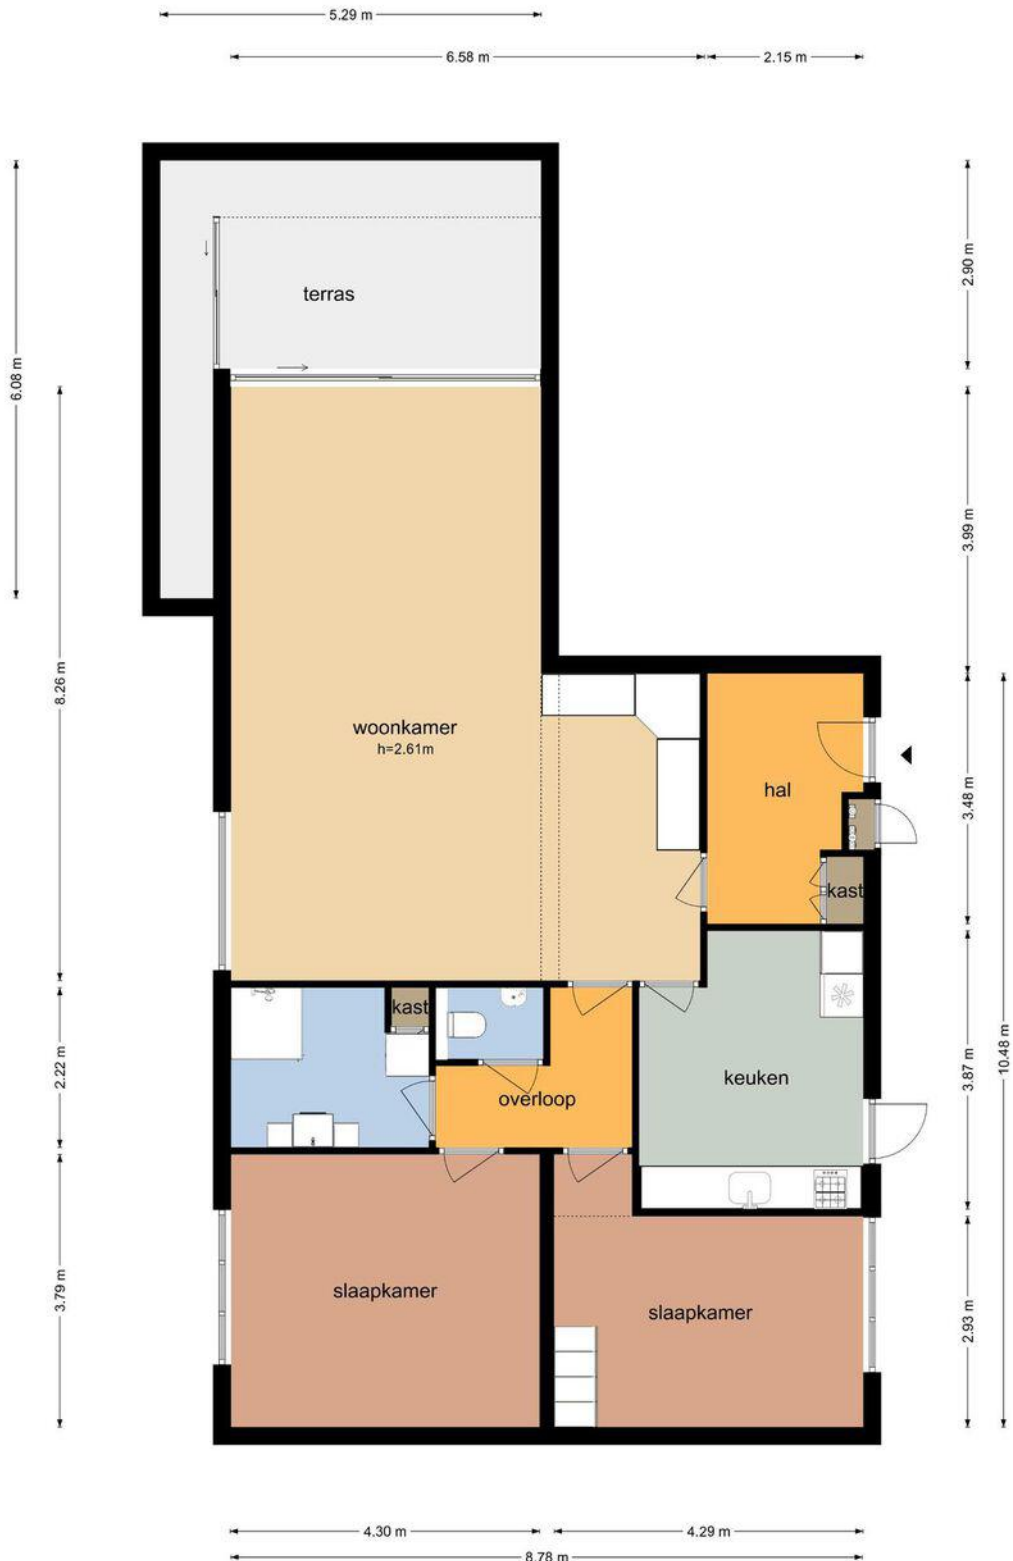 5.29 m
6.58 m
2.15 m
6.08 m
2.90 m
terras
8.26 m
3.99 m
woonkamer
h=2.61m
hal
3.48 m
kast
kast
10.48 m
2.22 m
overloop
keuken
3.87 m
3.79 m
slaapkamer
slaapkamer
2.93 m
4.30 m
4.29 m
8.78 m